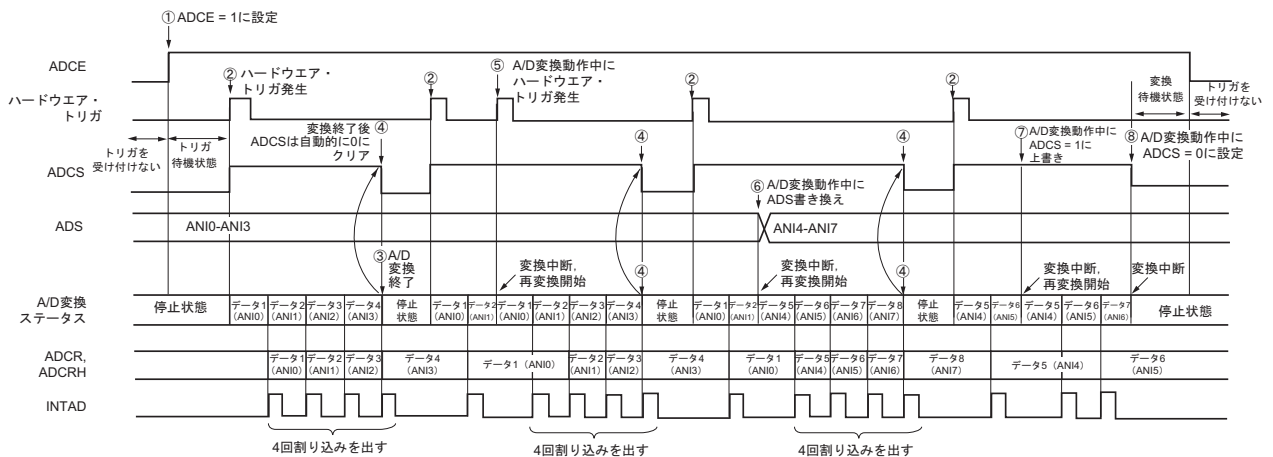 ①ADCE = 1に設定
ADCE
②ハードウエア・
トリガ発生
②
⑤ A/D変換動作中に
ハードウエア・
トリガ発生
②
②
変換
待機状態
トリガを
受け付けない
ハードウエア・
トリガ
トリガを
受け付けない
トリガ
待機状態
変換終了後
ADCSは自動的に0に
クリア
④
④
④
⑦A/D変換動作中に
ADCS = 1に
上書き
⑧A/D変換動作中に
ADCS = 0に設定
ADCS
⑥A/D変換動作中に
ADS書き換え
ADS
ANI0-ANI3
ANI4-ANI7
③A/D
変換
終了
変換中断,
再変換開始
④
変換中断,
再変換開始
④
変換中断,
再変換開始
変換中断
A/D変換
ステータス
停止状態
データ1 データ2 データ3 データ4 停止 データ1 データ2 データ1 データ2 データ3 データ4 停止 データ1 データ2 データ5 データ6 データ7 データ8 停止 データ5 データ6 データ5 データ6 データ7
(ANI0) (ANI1) (ANI2) (ANI3) 状態 (ANI0) (ANI1) (ANI0) (ANI1) (ANI2) (ANI3) 状態 (ANI0) (ANI1) (ANI4) (ANI5) (ANI6) (ANI7) 状態 (ANI4) (ANI5) (ANI4) (ANI5) (ANI6)
停止状態
ADCR,
ADCRH
データ1 データ2 データ3 データ4 データ1 (ANI0) データ2 データ3 データ4 データ1 データ5 データ6 データ7 データ8 データ5 (ANI4) データ6
(ANI0) (ANI1) (ANI2) (ANI3) (ANI1) (ANI2) (ANI3) (ANI0) (ANI4) (ANI5) (ANI6) (ANI7) (ANI5)
INTAD
4回割り込みを出す
4回割り込みを出す
4回割り込みを出す